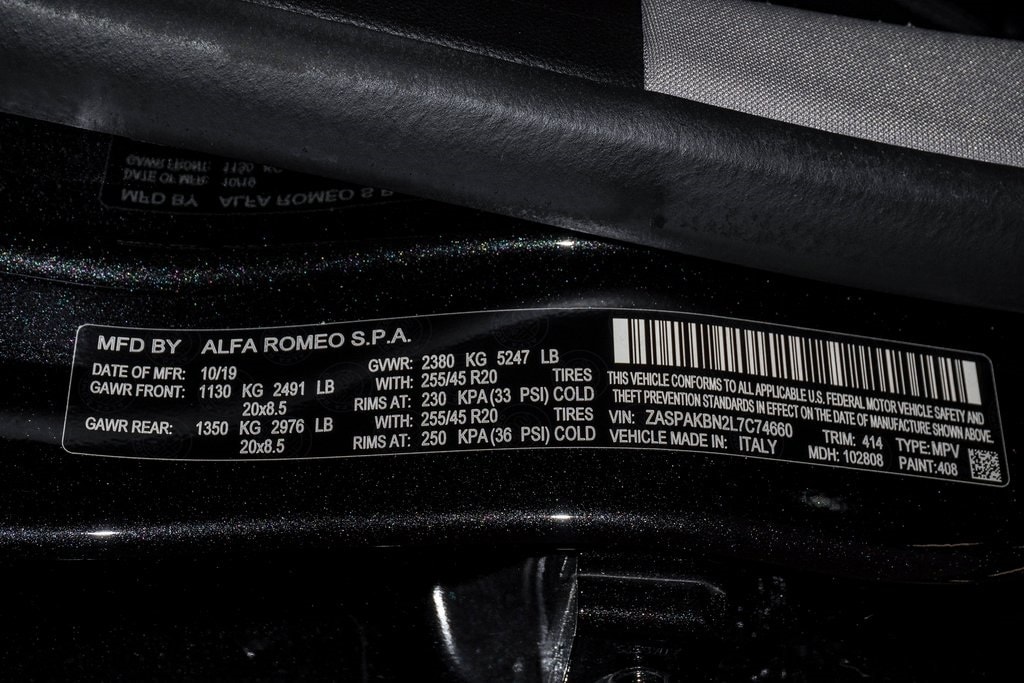 MFD BY ALFA ROMEO S.P.A.
DATE OF MFR: 10/19 GVWR: 2380 KG 5247 LB
GAWR FRONT: 1130 KG 2491 LB WITH: 255/45 R20 TIRES
20x8.5 RIMS AT: 230 KPA (33 PSI) COLD
GAWR REAR: 1350 KG 2976 LB WITH: 255/45 R20 TIRES
20x8.5 RIMS AT: 250 KPA (36 PSI) COLD
THIS VEHICLE CONFORMS TO ALL APPLICABLE U.S. FEDERAL MOTOR VEHICLE SAFETY AND
THEFT PREVENTION STANDARDS IN EFFECT ON THE DATE OF MANUFACTURE SHOWN ABOVE.
VIN: ZASPAKBN2L7C74660 TRIM: 414 TYPE: MPV
VEHICLE MADE IN: ITALY MDH: 102808 PAINT: 408